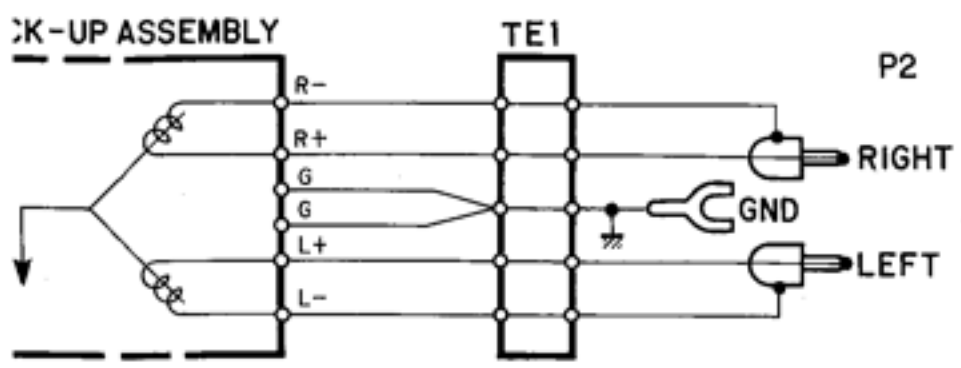 CK-UP ASSEMBLY
TE1
P2
R-
R+
RIGHT
G
GND
G
L+
LEFT
L-